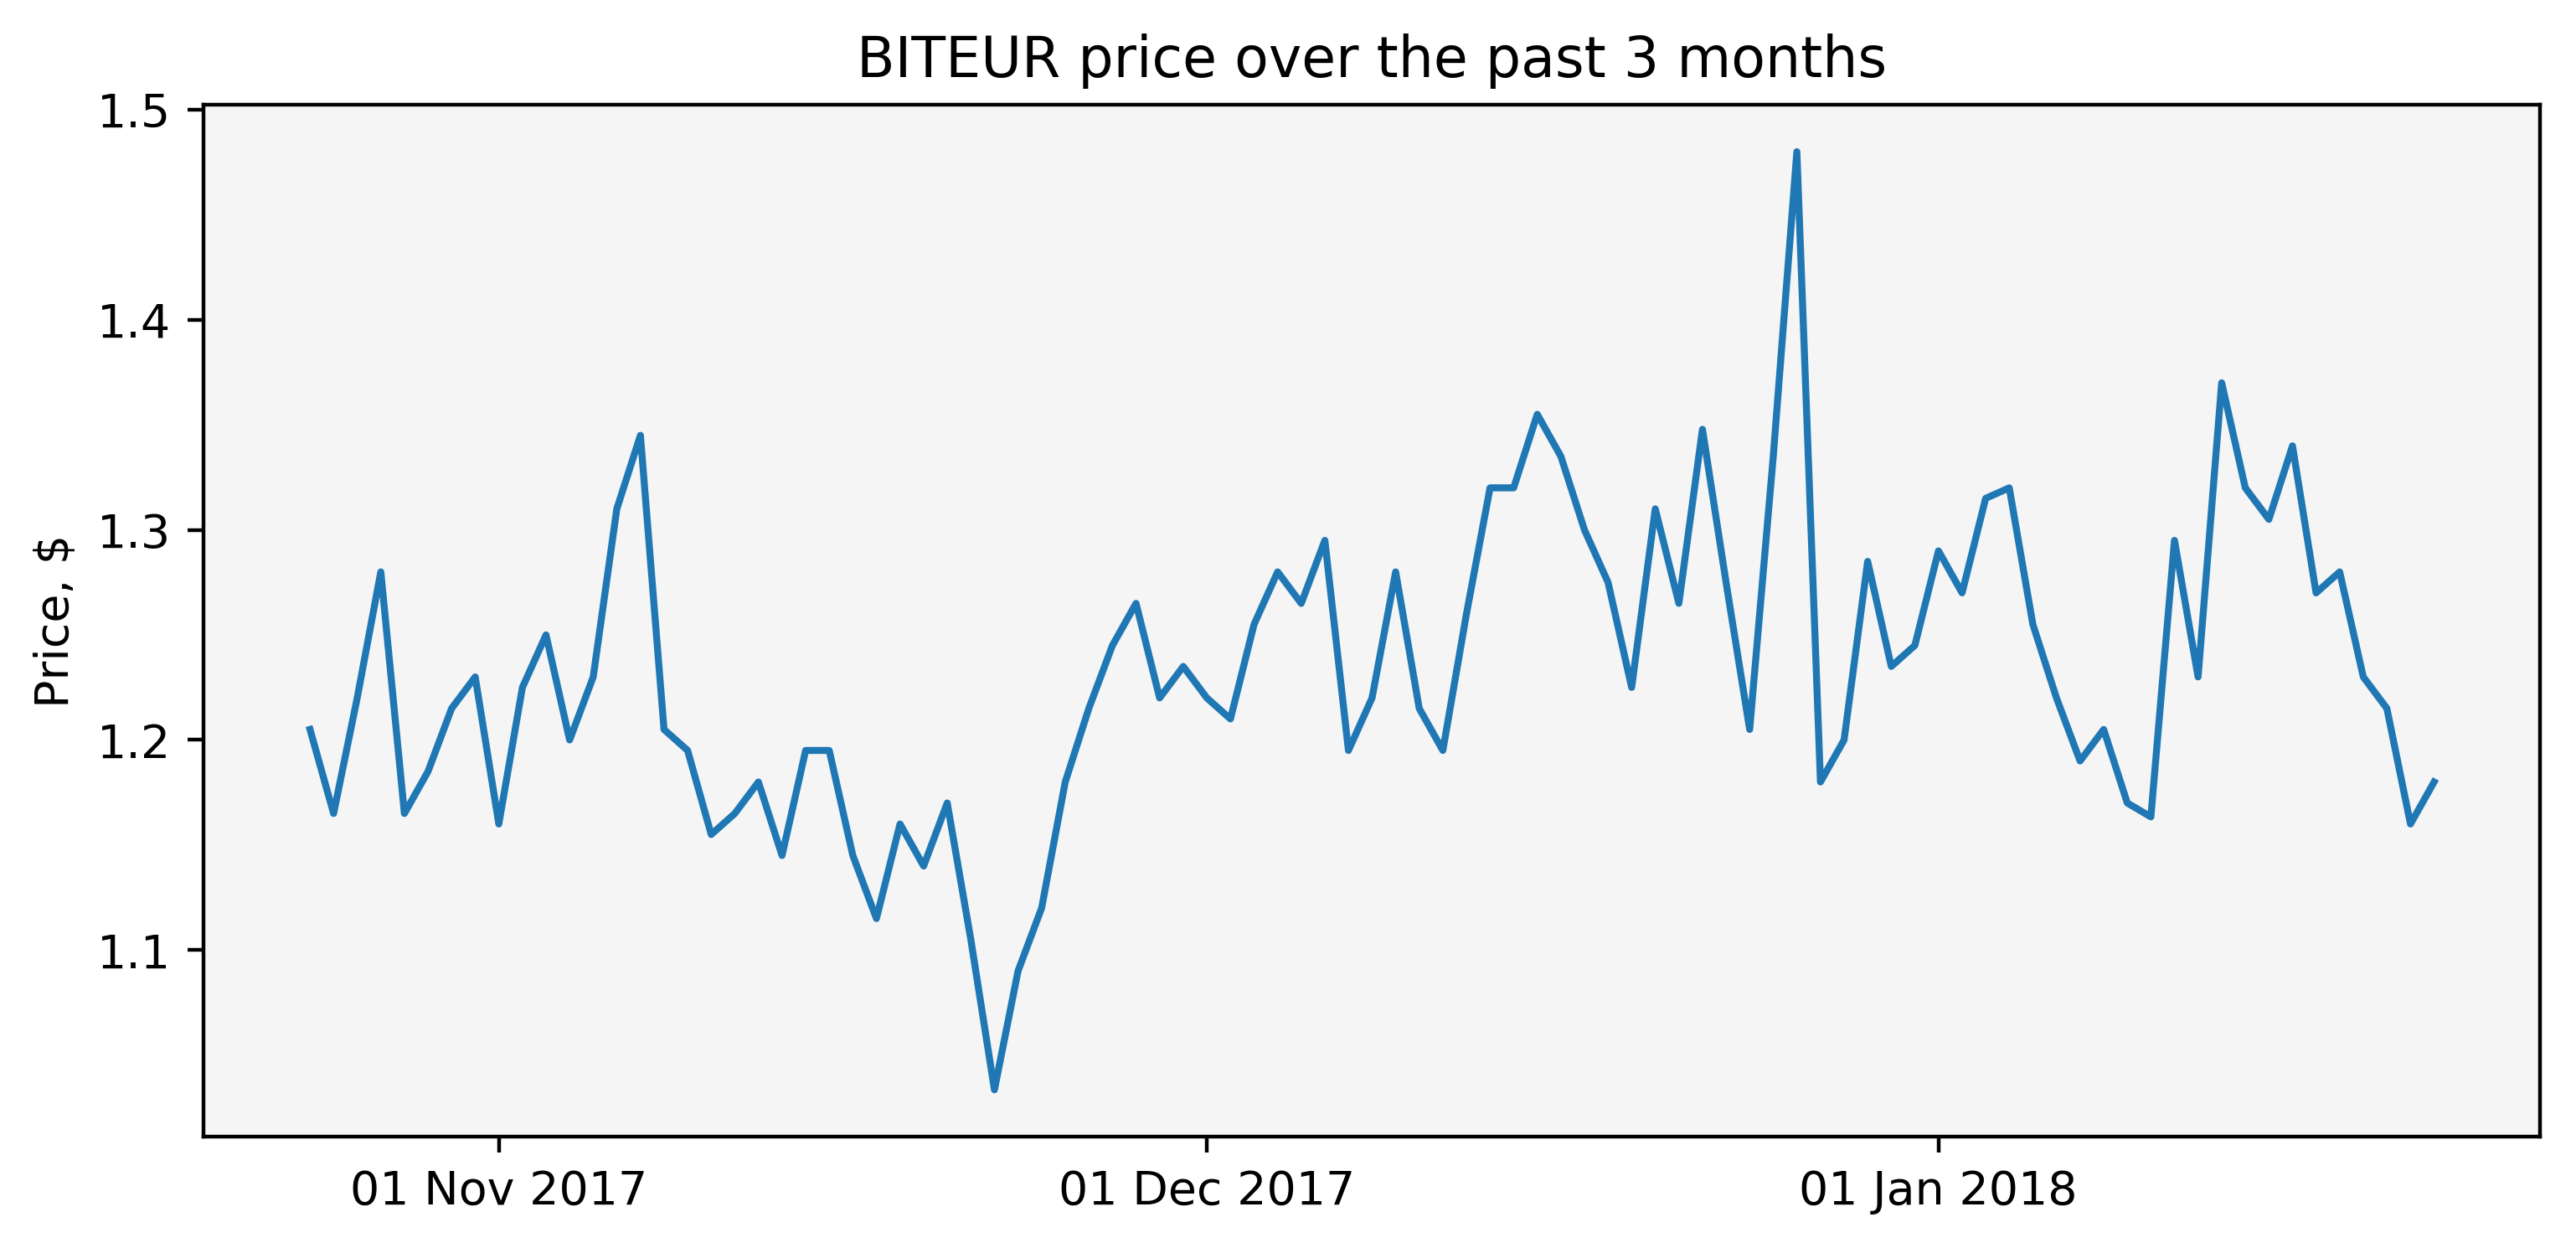 BITEUR price over the past 3 months
1.5
1.4
1.3
1.2
1.1
Price, $
01 Nov 2017
01 Dec 2017
01 Jan 2018